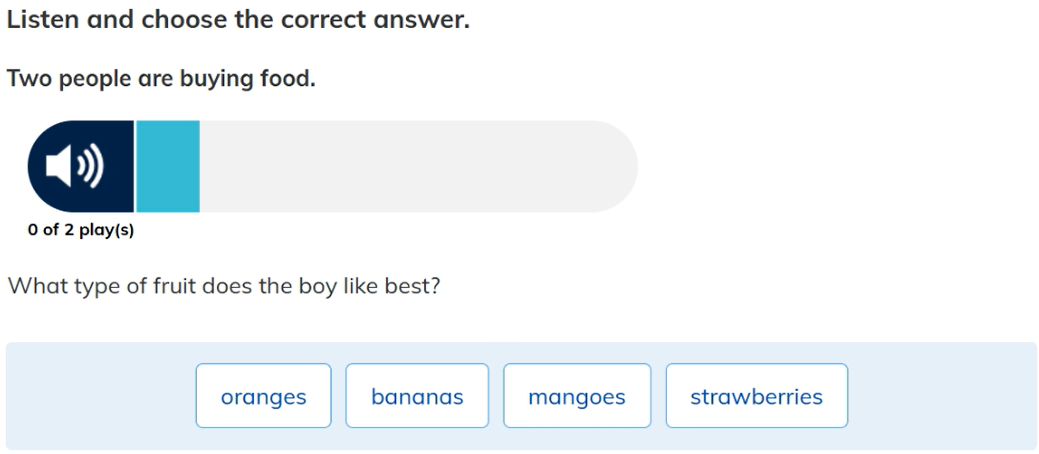 Listen and choose the correct answer.
Two people are buying food.
0 of 2 play(s)
What type of fruit does the boy like best?
oranges bananas mangoes strawberries